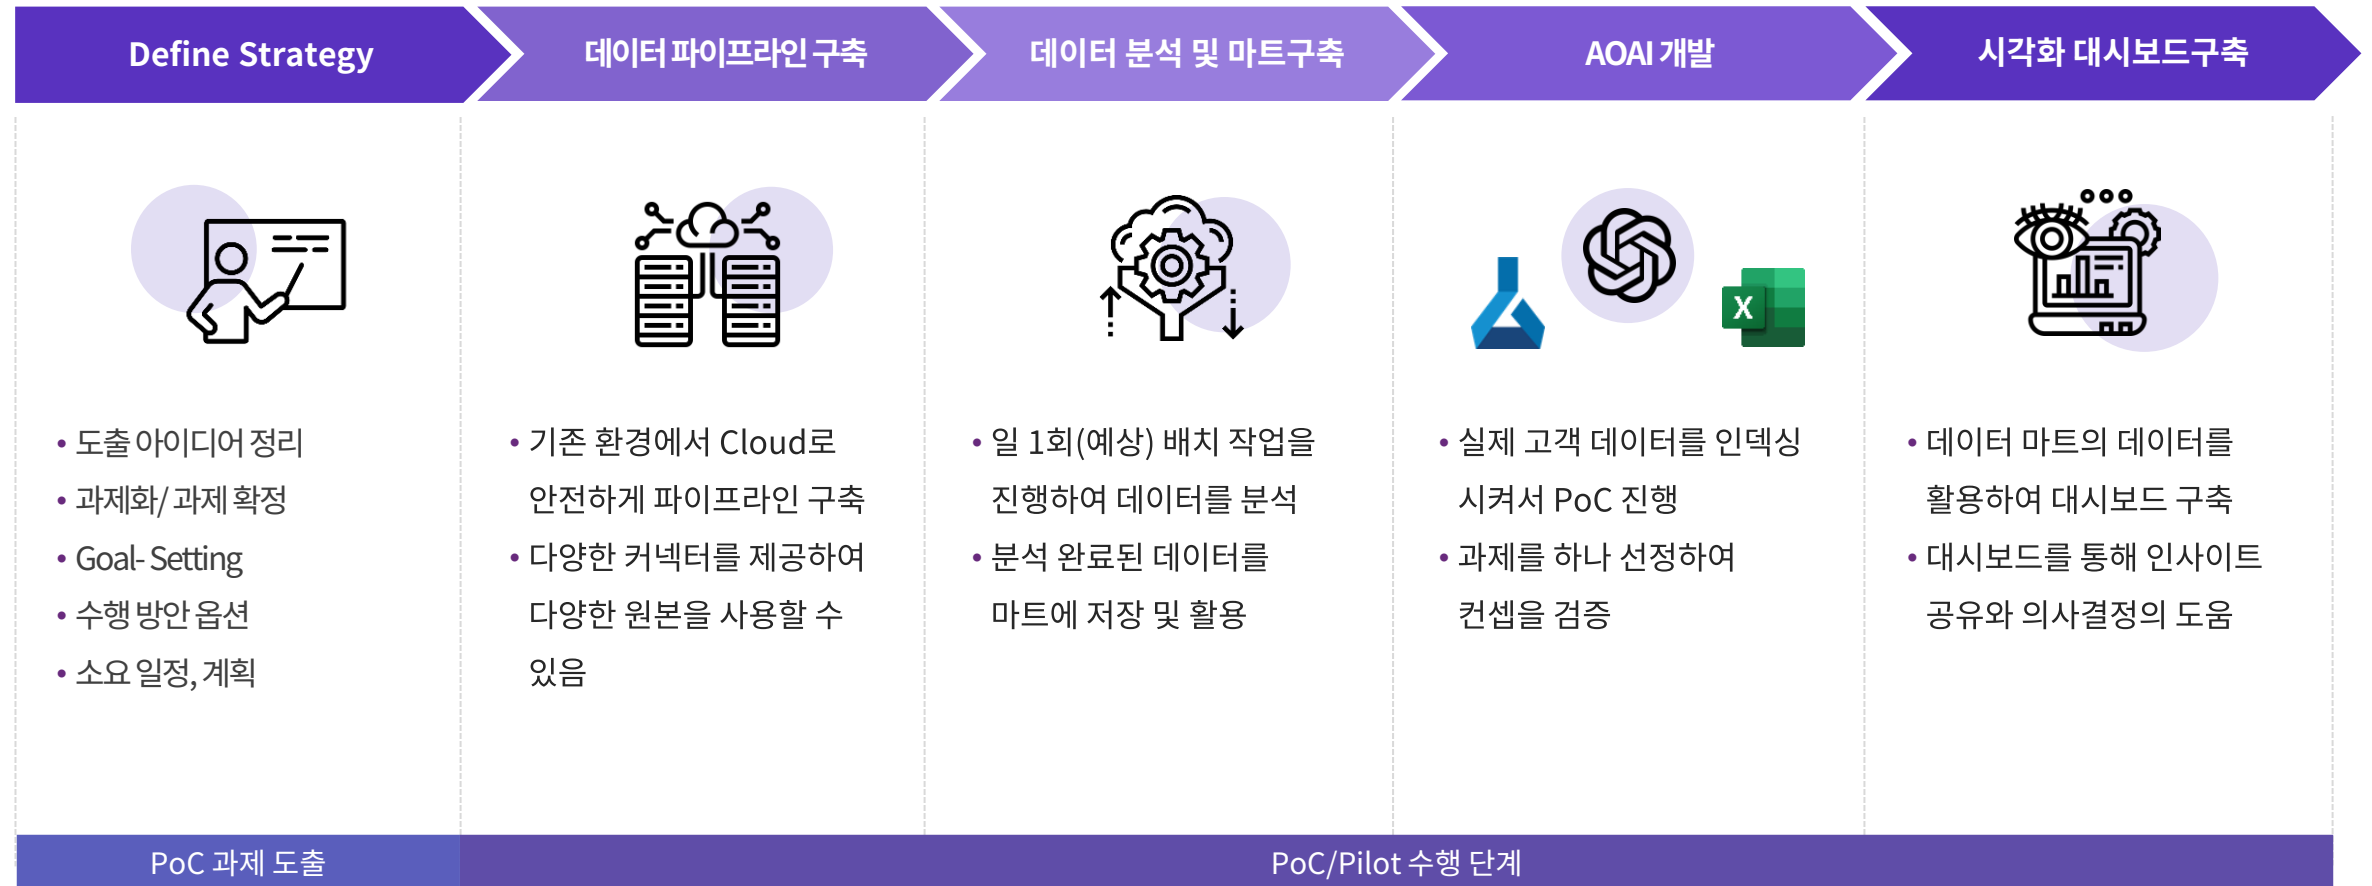 Define Strategy
데이터 파이프라인 구축
데이터 분석 및 마트구축
AOAI 개발
시각화 대시보드구축
• 도출 아이디어 정리
• 과제화/ 과제 확정
• Goal- Setting
• 수행 방안 옵션
• 소요 일정, 계획
• 기존 환경에서 Cloud로
안전하게 파이프라인 구축
• 다양한 커넥터를 제공하여
다양한 원본을 사용할 수
있음
• 일 1회(예상) 배치 작업을
진행하여 데이터를 분석
• 분석 완료된 데이터를
마트에 저장 및 활용
X
• 실제 고객 데이터를 인덱싱
시켜서 PoC 진행
• 과제를 하나 선정하여
컨셉을 검증
• 데이터 마트의 데이터를
활용하여 대시보드 구축
• 대시보드를 통해 인사이트
공유와 의사결정의 도움
PoC 과제 도출
PoC/Pilot 수행 단계